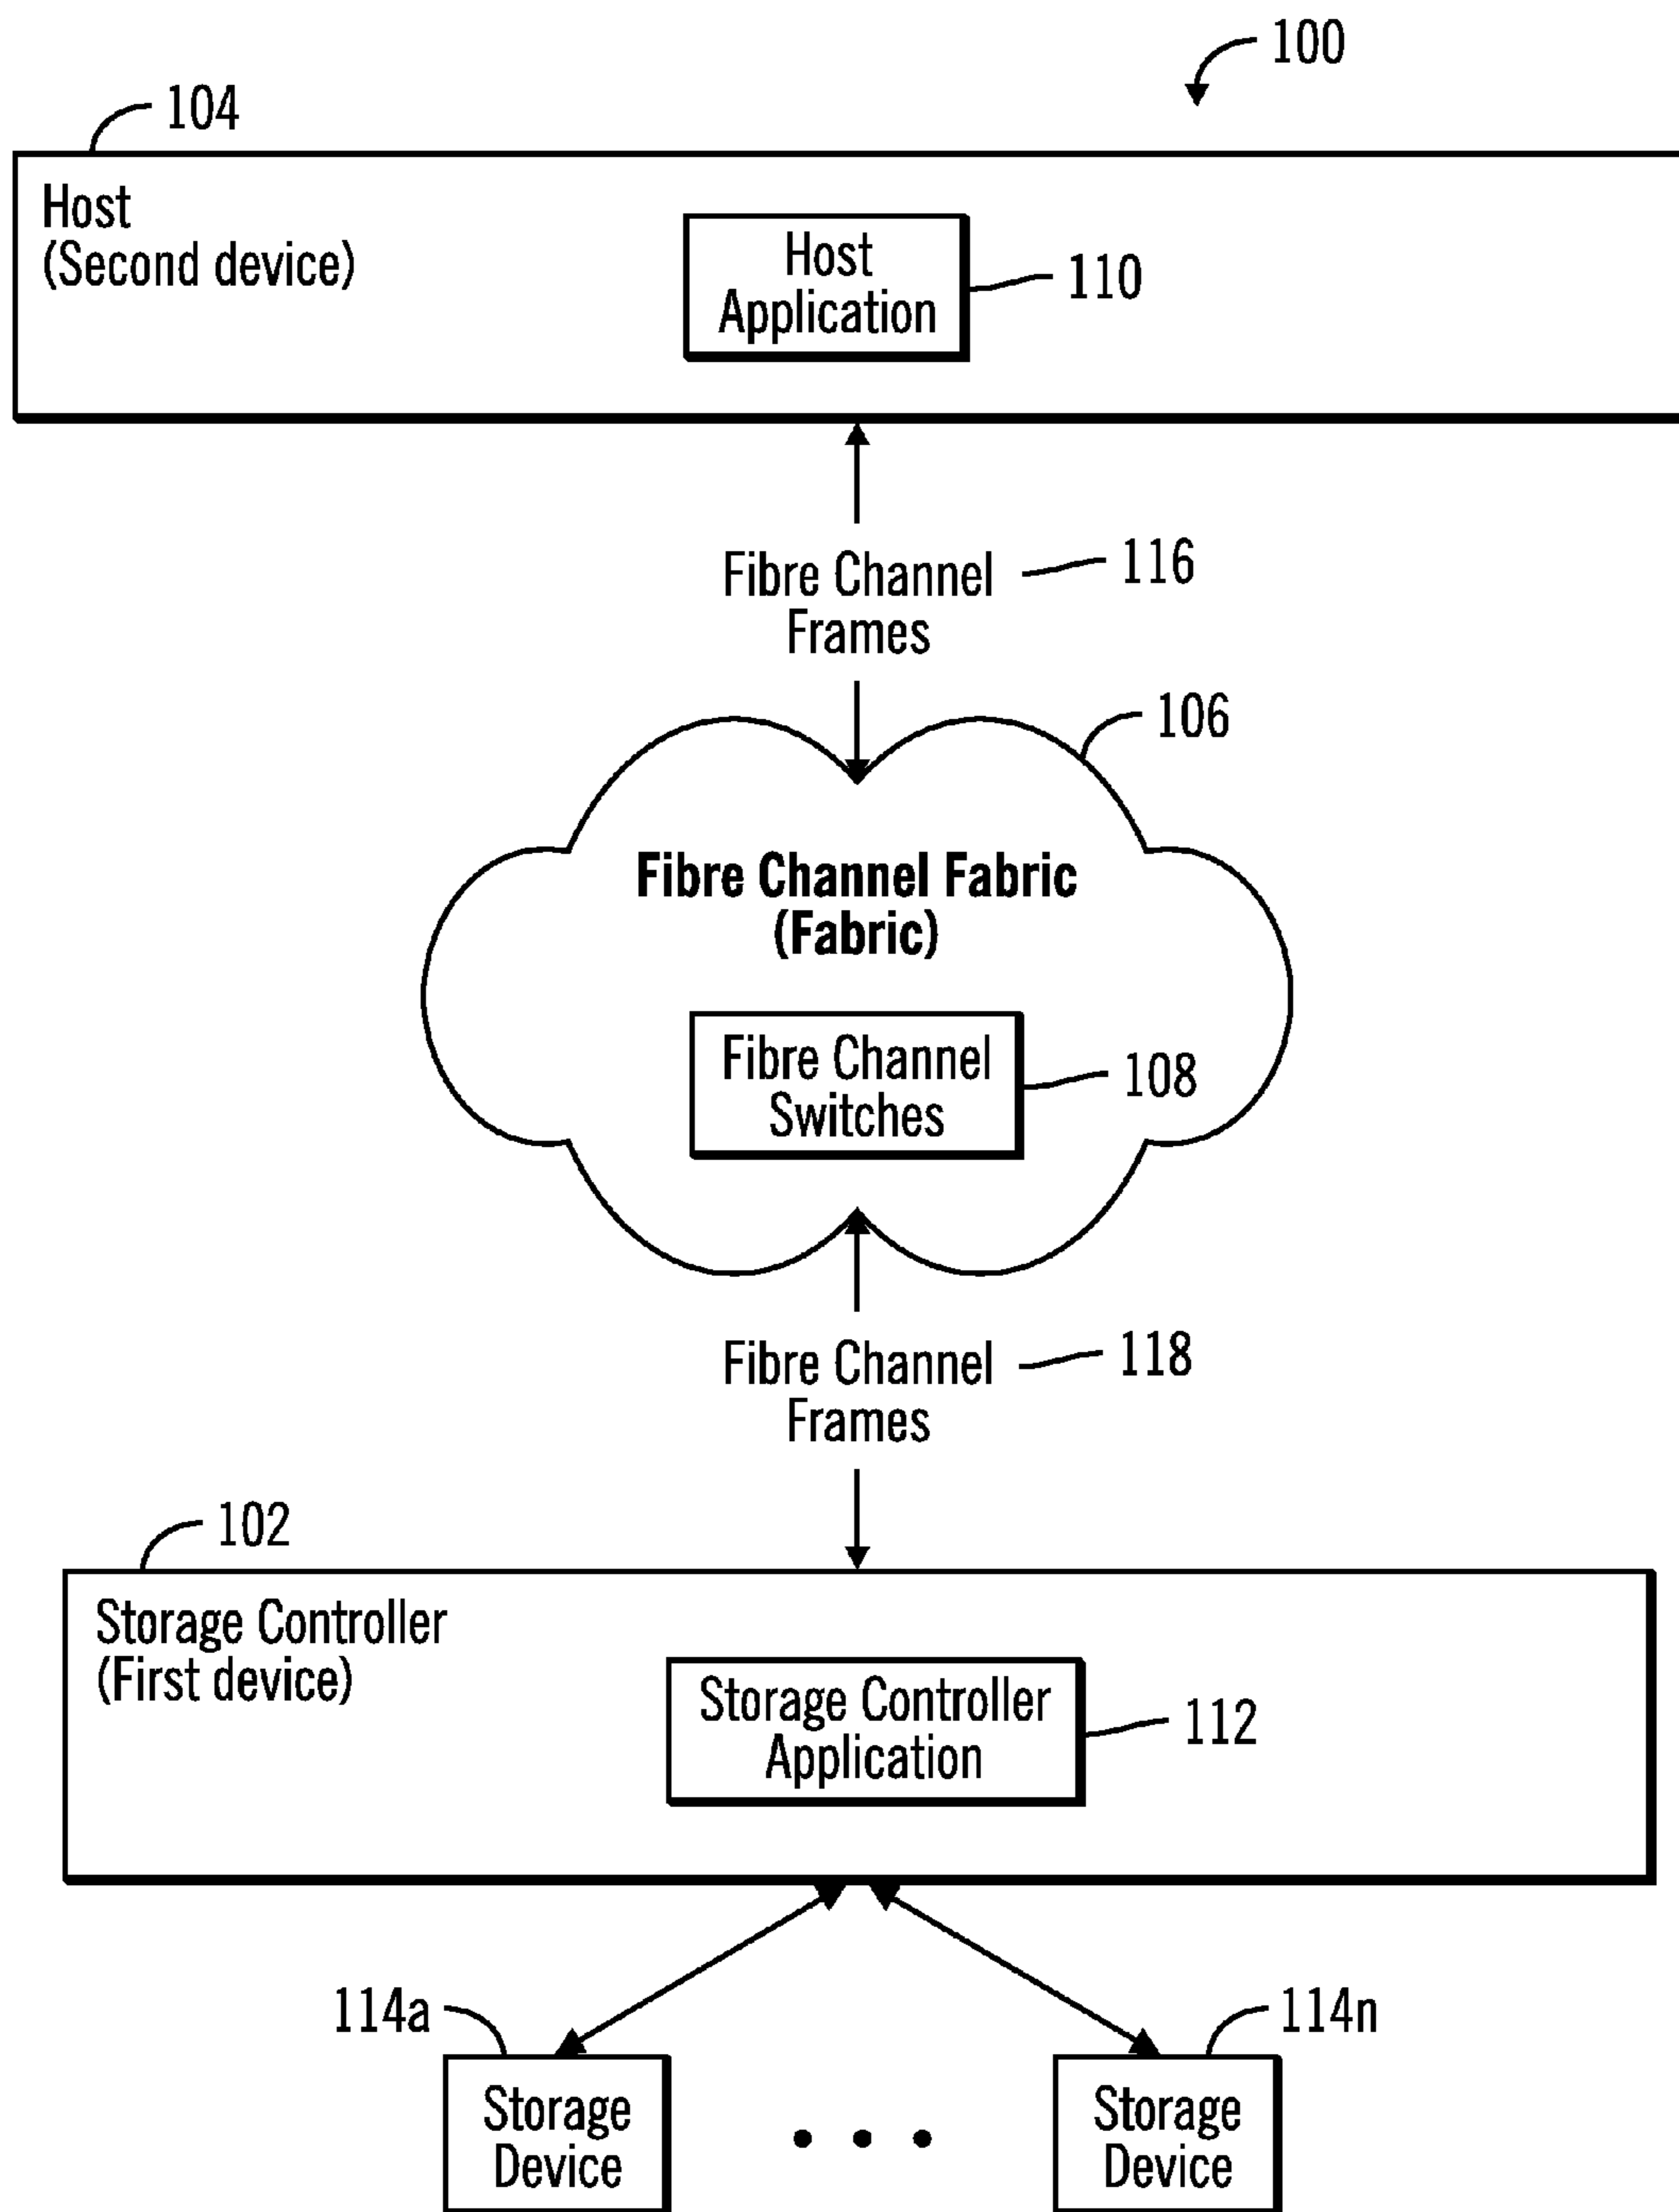 100
104
Host
(Second device)
Host
Application
110
Fibre Channel
Frames
116
106
Fibre Channel Fabric
(Fabric)
Fibre Channel
Switches
108
Fibre Channel
Frames
118
102
Storage Controller
(First device)
Storage Controller
Application
112
114a
114n
Storage
Device
Storage
Device